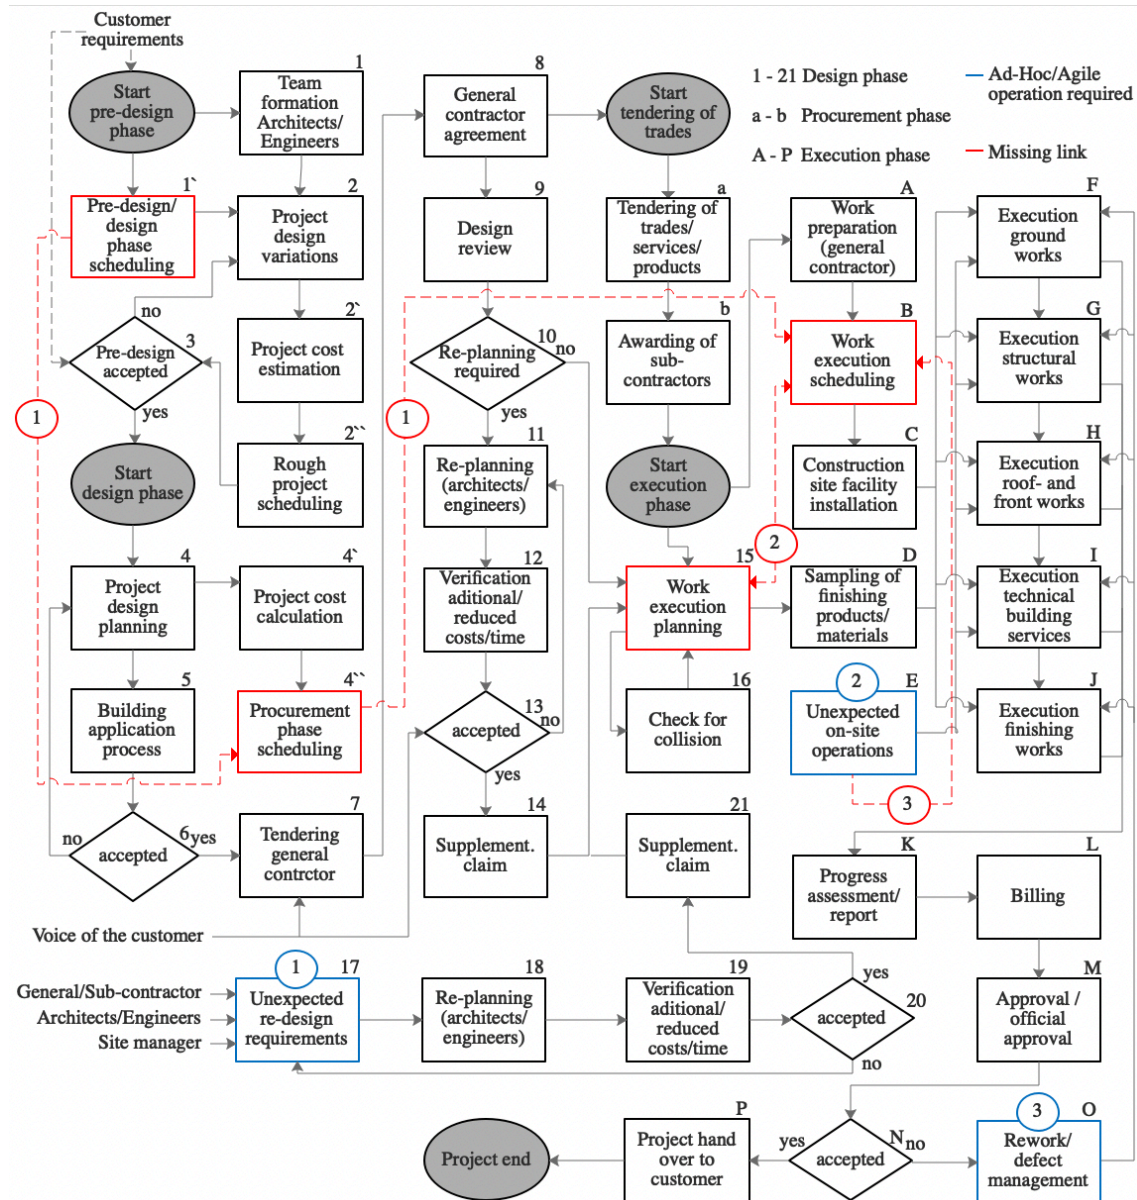 Customer
requirements
Start
pre-design
phase
1
Team
formation
Architects/
Engineers
8
General
contractor
agreement
Start
tendering of
trades
1 - 21 Design phase
a - b Procurement phase
A - P Execution phase
Ad-Hoc/Agile
operation required
Missing link
1`
Pre-design/
design
phase
scheduling
2
Project
design
variations
9
Design
review
a
Tendering of
trades/
services/
products
A
Work
preparation
(general
contractor)
F
Execution
ground
works
no
3
Pre-design
accepted
yes
2`
Project cost
estimation
10
Re-planning
required
no
yes
b
Awarding of
sub-
contractors
B
Work
execution
scheduling
G
Execution
structural
works
1
1
Start
design phase
2``
Rough
project
scheduling
11
Re-planning
(architects/
engineers)
Start
execution
phase
C
Construction
site facility
installation
H
Execution
roof- and
front works
2
4
Project
design
planning
4`
Project cost
calculation
12
Verification
aditional/
reduced
costs/time
15
Work
execution
planning
D
Sampling of
finishing
products/
materials
I
Execution
technical
building
services
5
Building
application
process
4``
Procurement
phase
scheduling
13
accepted
no
yes
16
Check for
collision
2
E
Unexpected
on-site
operations
J
Execution
finishing
works
3
no
6
yes
accepted
7
Tendering
general
contrctor
14
Supplement.
claim
21
Supplement.
claim
K
Progress
assessment/
report
L
Billing
Voice of the customer
General/Sub-contractor
Architects/Engineers
Site manager
1
17
Unexpected
re-design
requirements
18
Re-planning
(architects/
engineers)
19
Verification
aditional/
reduced
costs/time
yes
20
accepted
no
M
Approval /
official
approval
Project end
P
Project hand
over to
customer
yes
N
no
accepted
3
O
Rework/
defect
management